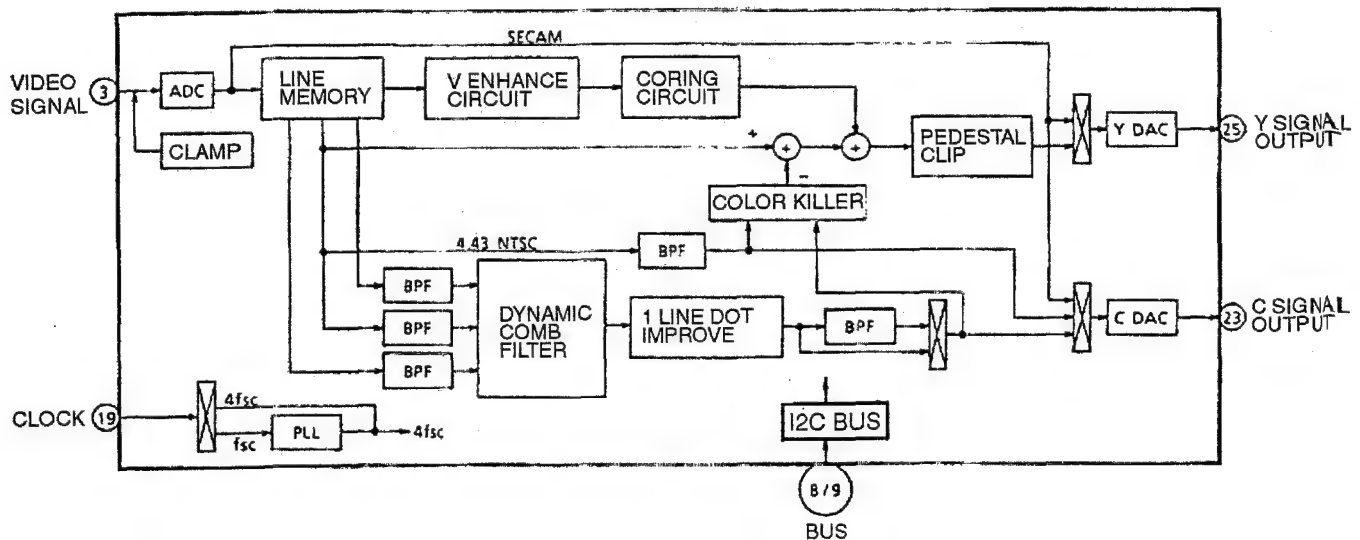 SECAM
VIDEO
SIGNAL
3
ADC
LINE
MEMORY
V ENHANCE
CIRCUIT
CORING
CIRCUIT
CLAMP
+
+
+
PEDESTAL
CLIP
Y DAC
25
Y SIGNAL
OUTPUT
-
COLOR KILLER
4.43 NTSC
BPF
BPF
BPF
BPF
DYNAMIC
COMB
FILTER
1 LINE DOT
IMPROVE
BPF
C DAC
23
C SIGNAL
OUTPUT
CLOCK
19
4fsc
fsc
PLL
4fsc
I2C BUS
8/9
BUS